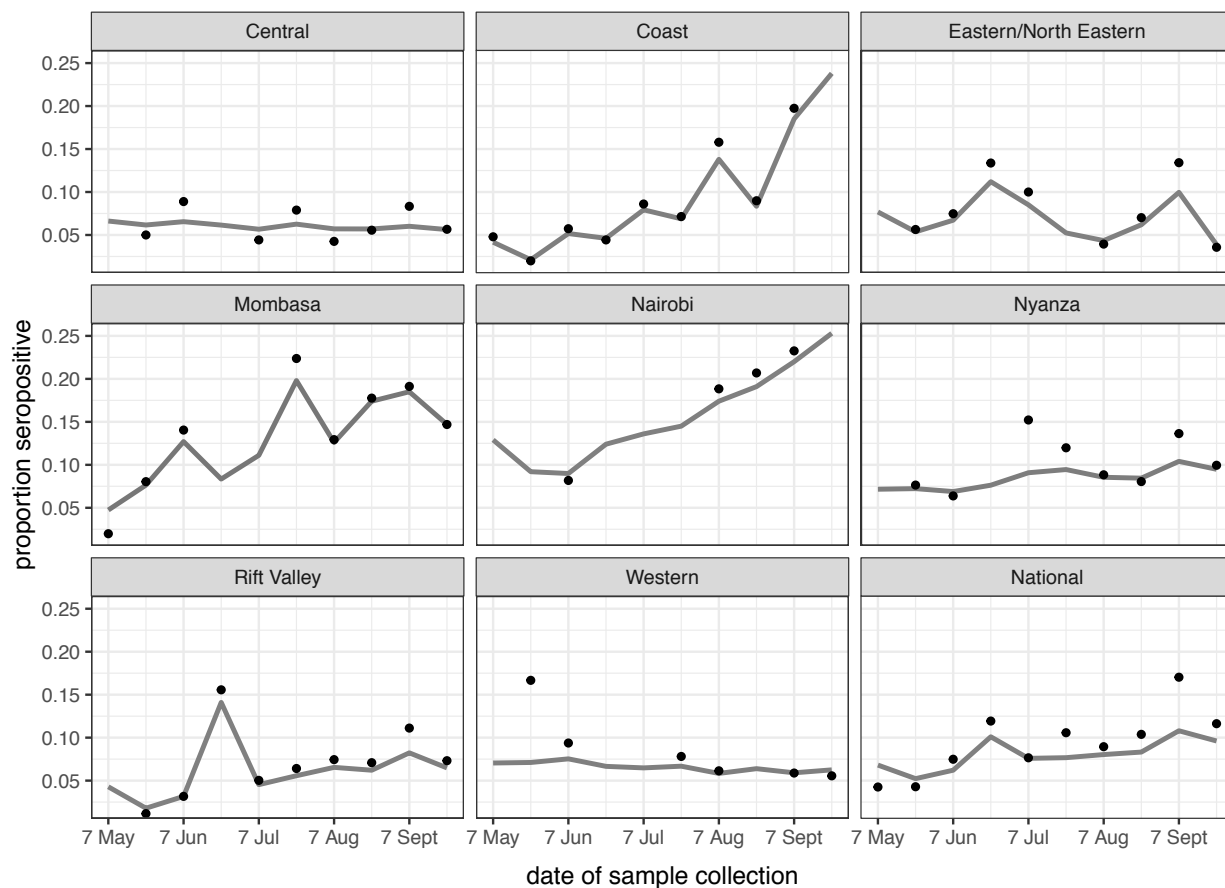 Central Coast Eastern/North Eastern
0.25
0.20
0.15
0.10
0.05
Mombasa Nairobi Nyanza
0.25
0.20
0.15
0.10
0.05
proportion seropositive
Rift Valley Western National
0.25
0.20
0.15
0.10
0.05
7 May 7 Jun 7 Jul 7 Aug 7 Sept 7 May 7 Jun 7 Jul 7 Aug 7 Sept 7 May 7 Jun 7 Jul 7 Aug 7 Sept
date of sample collection